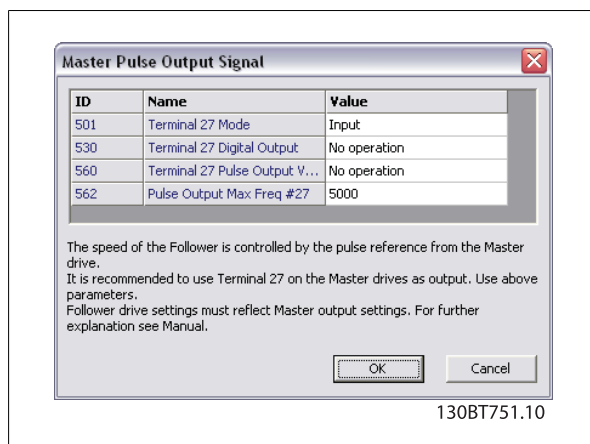 Master Pulse Output Signal
ID Name Value
501 Terminal 27 Mode Input
530 Terminal 27 Digital Output No operation
560 Terminal 27 Pulse Output V... No operation
562 Pulse Output Max Freq #27 5000
The speed of the Follower is controlled by the pulse reference from the Master
drive.
It is recommended to use Terminal 27 on the Master drives as output. Use above
parameters.
Follower drive settings must reflect Master output settings. For further
explanation see Manual.
OK Cancel
130BT751.10